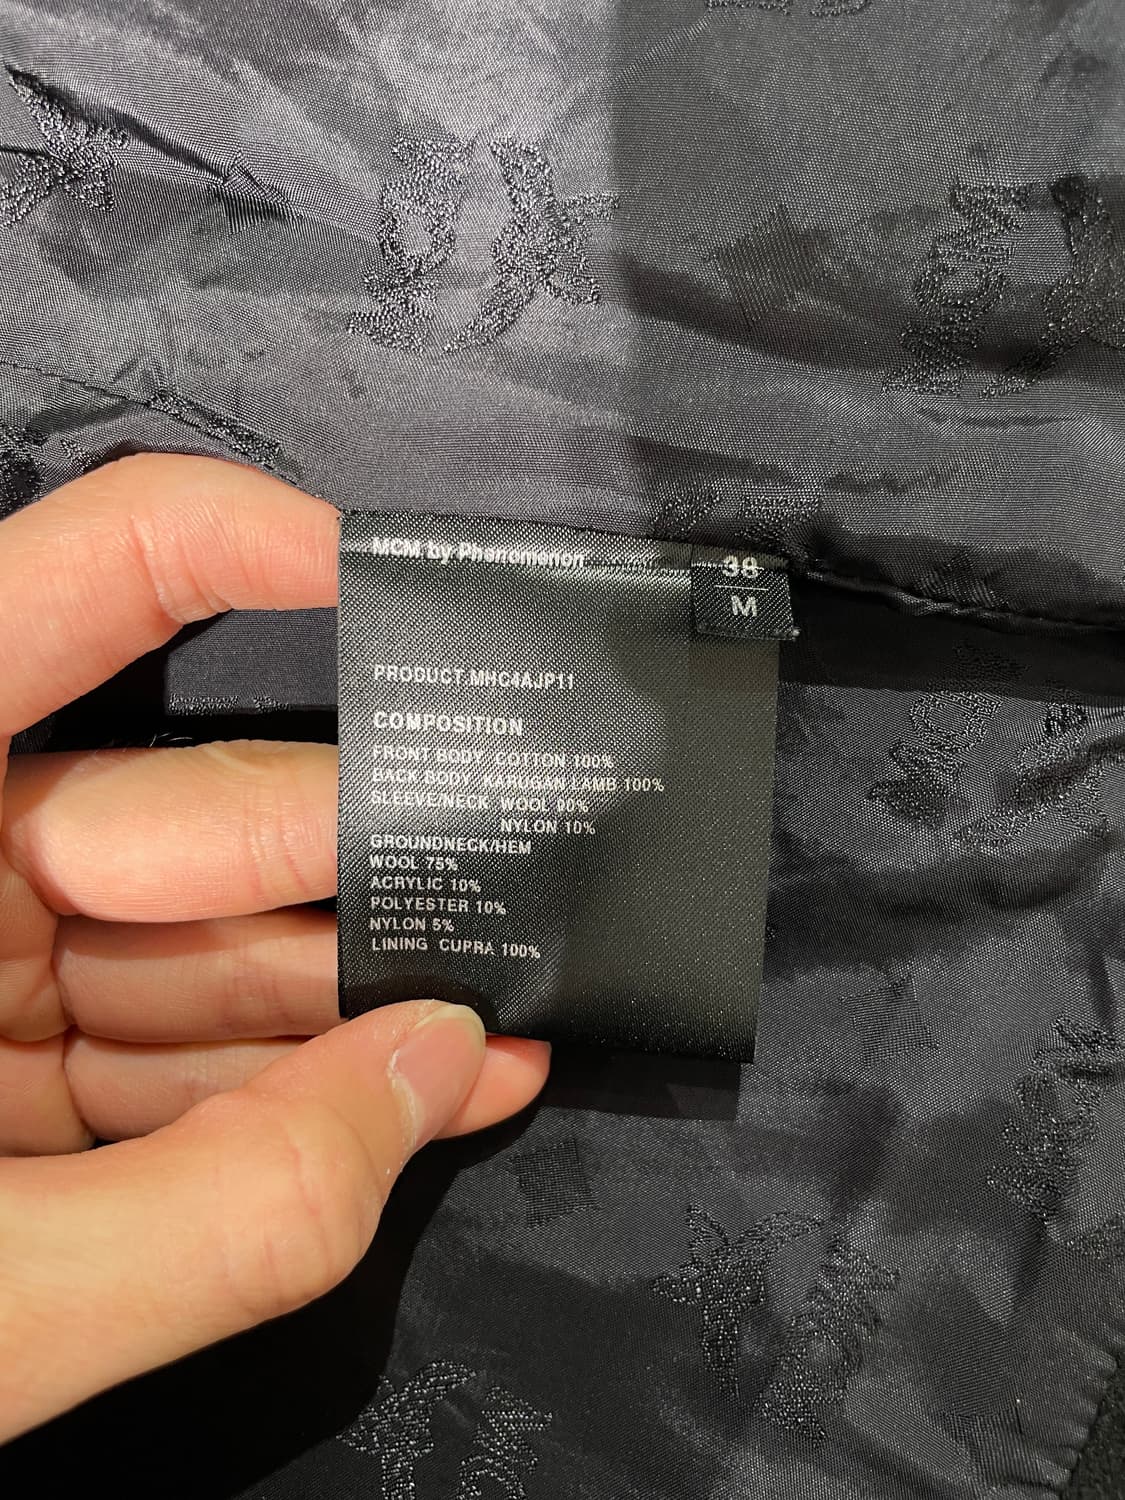 MCM
MCM by Phenomenon
38
M
PRODUCT MHC4AJP11
COMPOSITION
FRONT BODY COTTON 100%
BACK BODY KARUGAN LAMB 100%
SLEEVE/NECK WOOL 90%
NYLON 10%
GROUNDNECK/HEM
WOOL 75%
ACRYLIC 10%
POLYESTER 10%
NYLON 5%
LINING CUPRA 100%